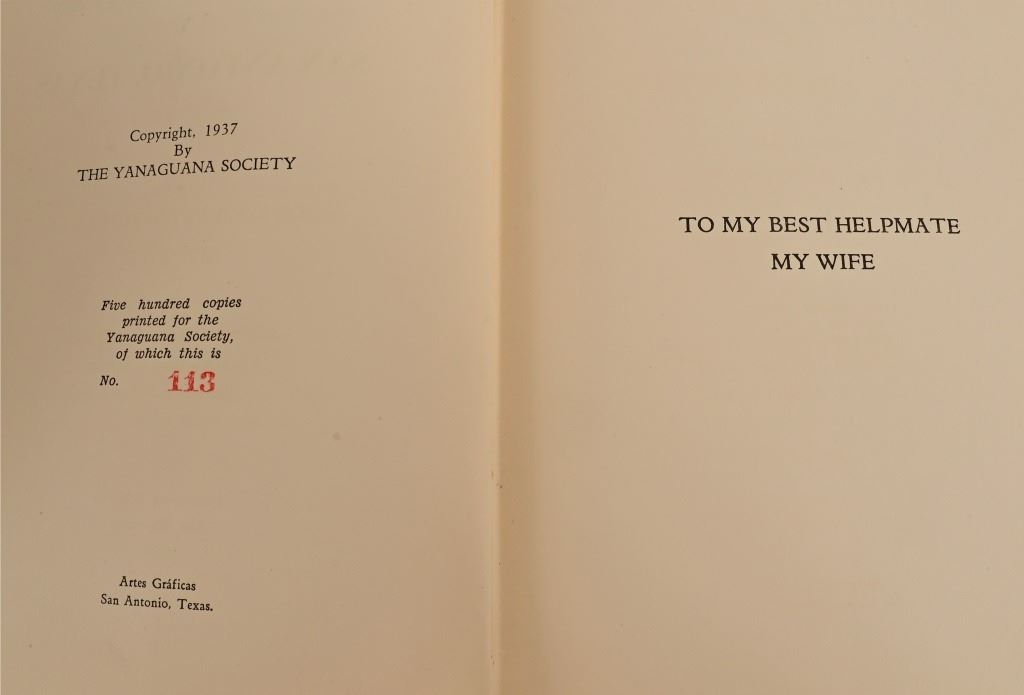 Copyright, 1937
By
THE YANAGUANA SOCIETY
Five hundred copies
printed for the
Yanaguana Society,
of which this is
No. 113
Artes Gráficas
San Antonio, Texas.
TO MY BEST HELPMATE
MY WIFE